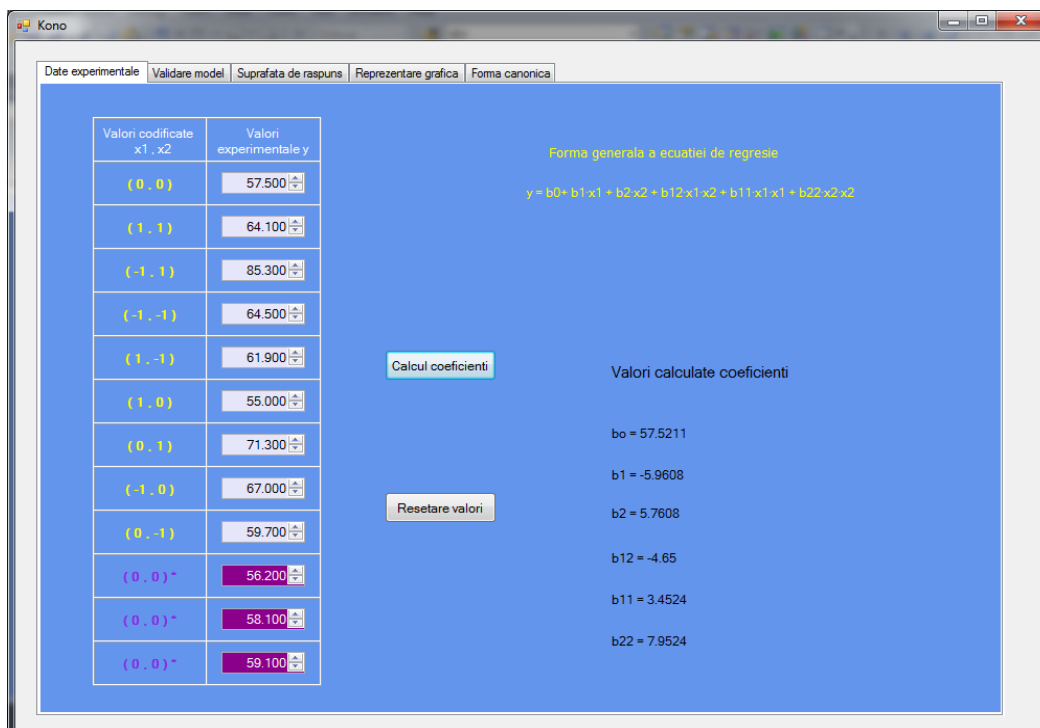 Kono
Date experimentale Validare model Suprafata de raspuns Reprezentare grafica Forma canonica
Valori codificate
x1 , x2
Valori
experimentale y
Forma generala a ecuatiei de regresie
( 0 , 0 ) 57.500
y = b0+ b1·x1 + b2·x2 + b12·x1·x2 + b11·x1·x1 + b22·x2·x2
( 1 , 1 ) 64.100
( -1 , 1 ) 85.300
( -1 , -1 ) 64.500
( 1 , -1 ) 61.900
Calcul coeficienti
Valori calculate coeficienti
( 1 , 0 ) 55.000
( 0 , 1 ) 71.300
bo = 57.5211
( -1 , 0 ) 67.000
b1 = -5.9608
Resetare valori
b2 = 5.7608
( 0 , -1 ) 59.700
b12 = -4.65
( 0 , 0 )* 56.200
b11 = 3.4524
( 0 , 0 )* 58.100
b22 = 7.9524
( 0 , 0 )* 59.100